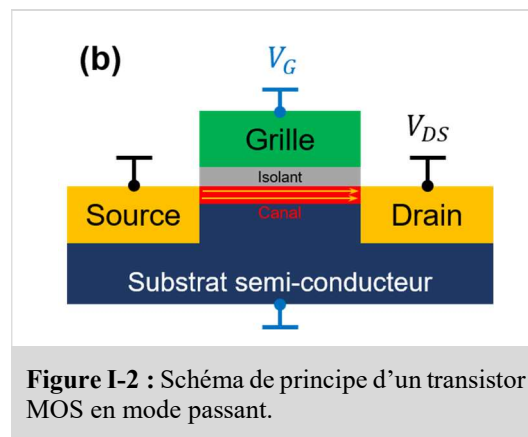 (b)
V_G
Grille
V_DS
Isolant
Source
Canal
Drain
Substrat semi-conducteur
Figure I-2 : Schéma de principe d’un transistor
MOS en mode passant.